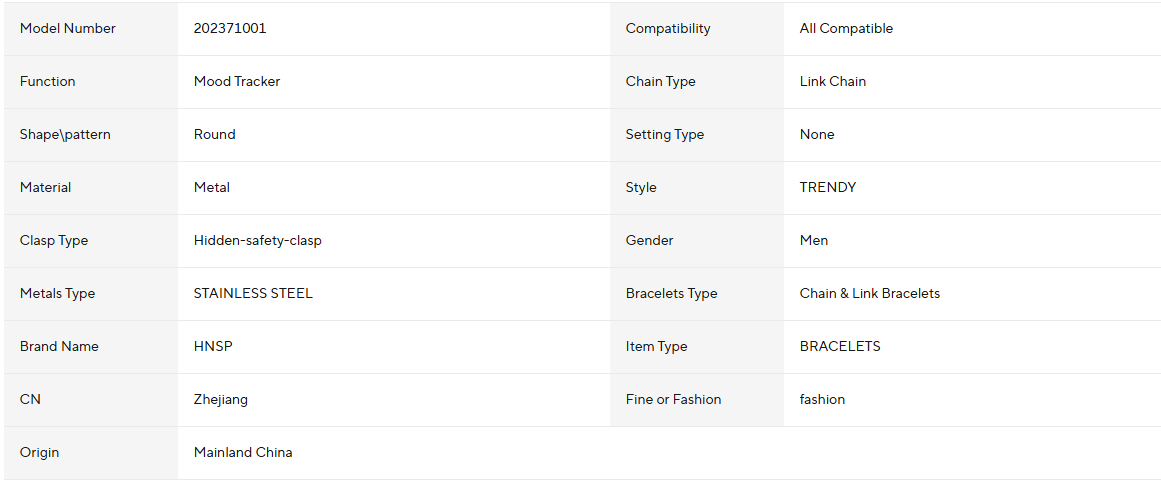 Model Number 202371001 Compatibility All Compatible
Function Mood Tracker Chain Type Link Chain
Shape\pattern Round Setting Type None
Material Metal Style TRENDY
Clasp Type Hidden-safety-clasp Gender Men
Metals Type STAINLESS STEEL Bracelets Type Chain & Link Bracelets
Brand Name HNSP Item Type BRACELETS
CN Zhejiang Fine or Fashion fashion
Origin Mainland China